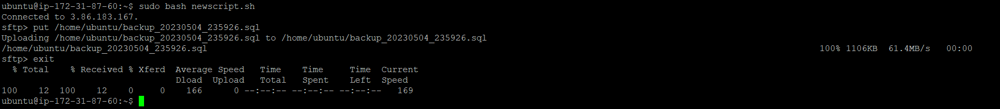 ubuntu@ip-172-31-87-60:~$ sudo bash newscript.sh
Connected to 3.86.183.167.
sftp> put /home/ubuntu/backup_20230504_235926.sql
Uploading /home/ubuntu/backup_20230504_235926.sql to /home/ubuntu/backup_20230504_235926.sql
/home/ubuntu/backup_20230504_235926.sql 100% 1106KB 61.4MB/s 00:00
sftp> exit
% Total % Received % Xferd Average Speed Time Time Time Current
Dload Upload Total Spent Left Speed
100 12 100 12 0 0 166 0 --:--:-- --:--:-- --:--:-- 169
ubuntu@ip-172-31-87-60:~$